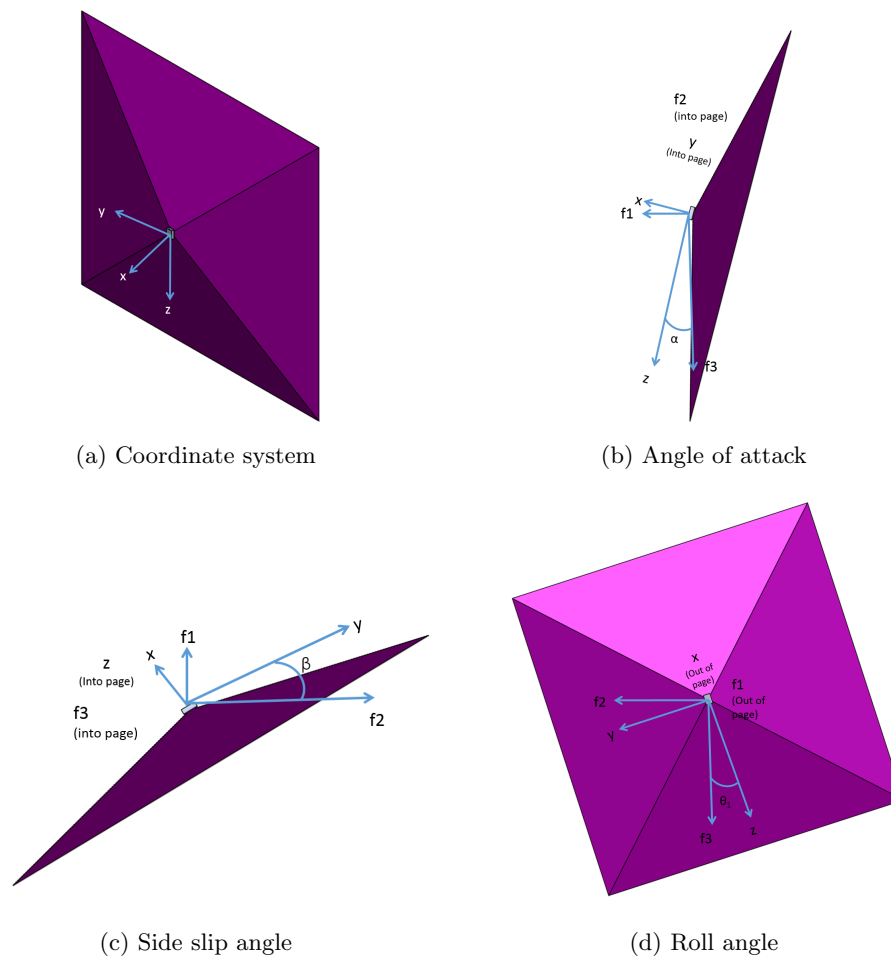 y
x
z
(a) Coordinate system
f2
(into page)
y
(Into page)
x
f1
α
z
f3
(b) Angle of attack
f1
y
x
z
(Into page)
β
f3
(into page)
f2
(c) Side slip angle
x
(Out of
page)
f1
(Out of
page)
f2
y
θ₁
f3
z
(d) Roll angle